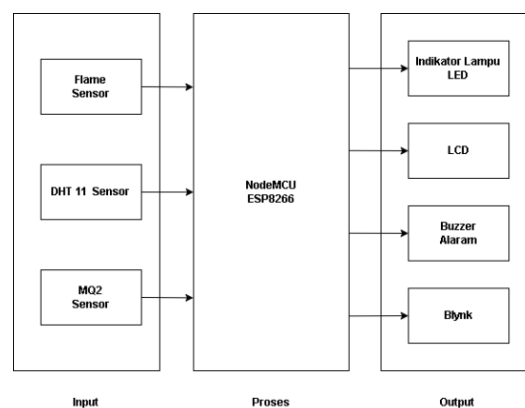 Flame
Sensor
DHT 11 Sensor
MQ2
Sensor
NodeMCU
ESP8266
Indikator Lampu
LED
LCD
Buzzer
Alaram
Blynk
Input
Proses
Output